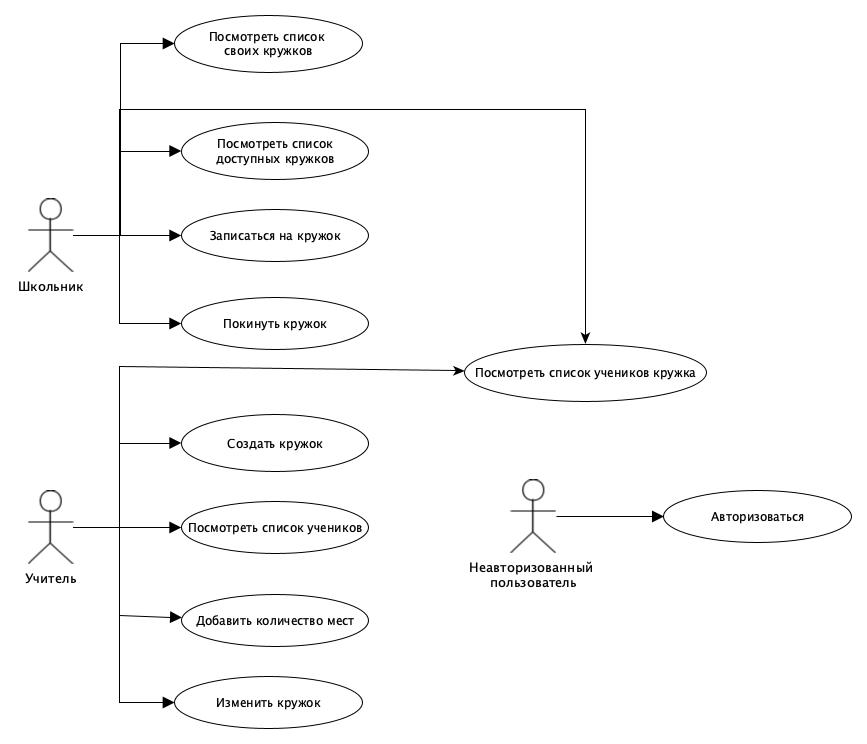 Посмотреть список
своих кружков
Посмотреть список
доступных кружков
Записаться на кружок
Школьник
Покинуть кружок
Посмотреть список учеников кружка
Создать кружок
Посмотреть список учеников
Учитель
Добавить количество мест
Изменить кружок
Авторизоваться
Неавторизованный
пользователь